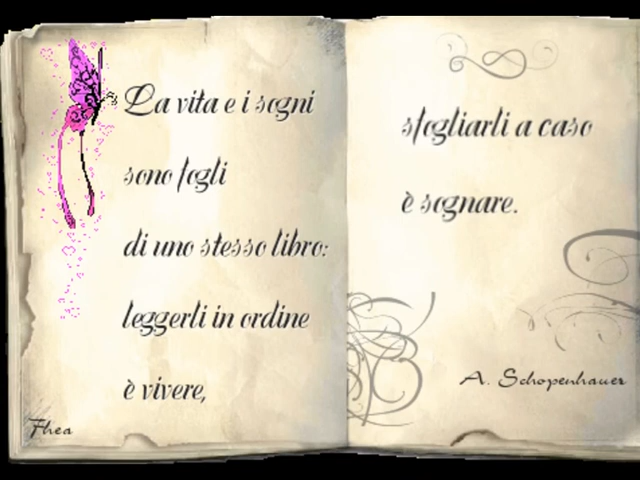 La vita e i sogni
sono fogli
di uno stesso libro:
leggerli in ordine
è vivere,
Thea
sfogliarli a caso
è sognare.
A. Schopenhauer